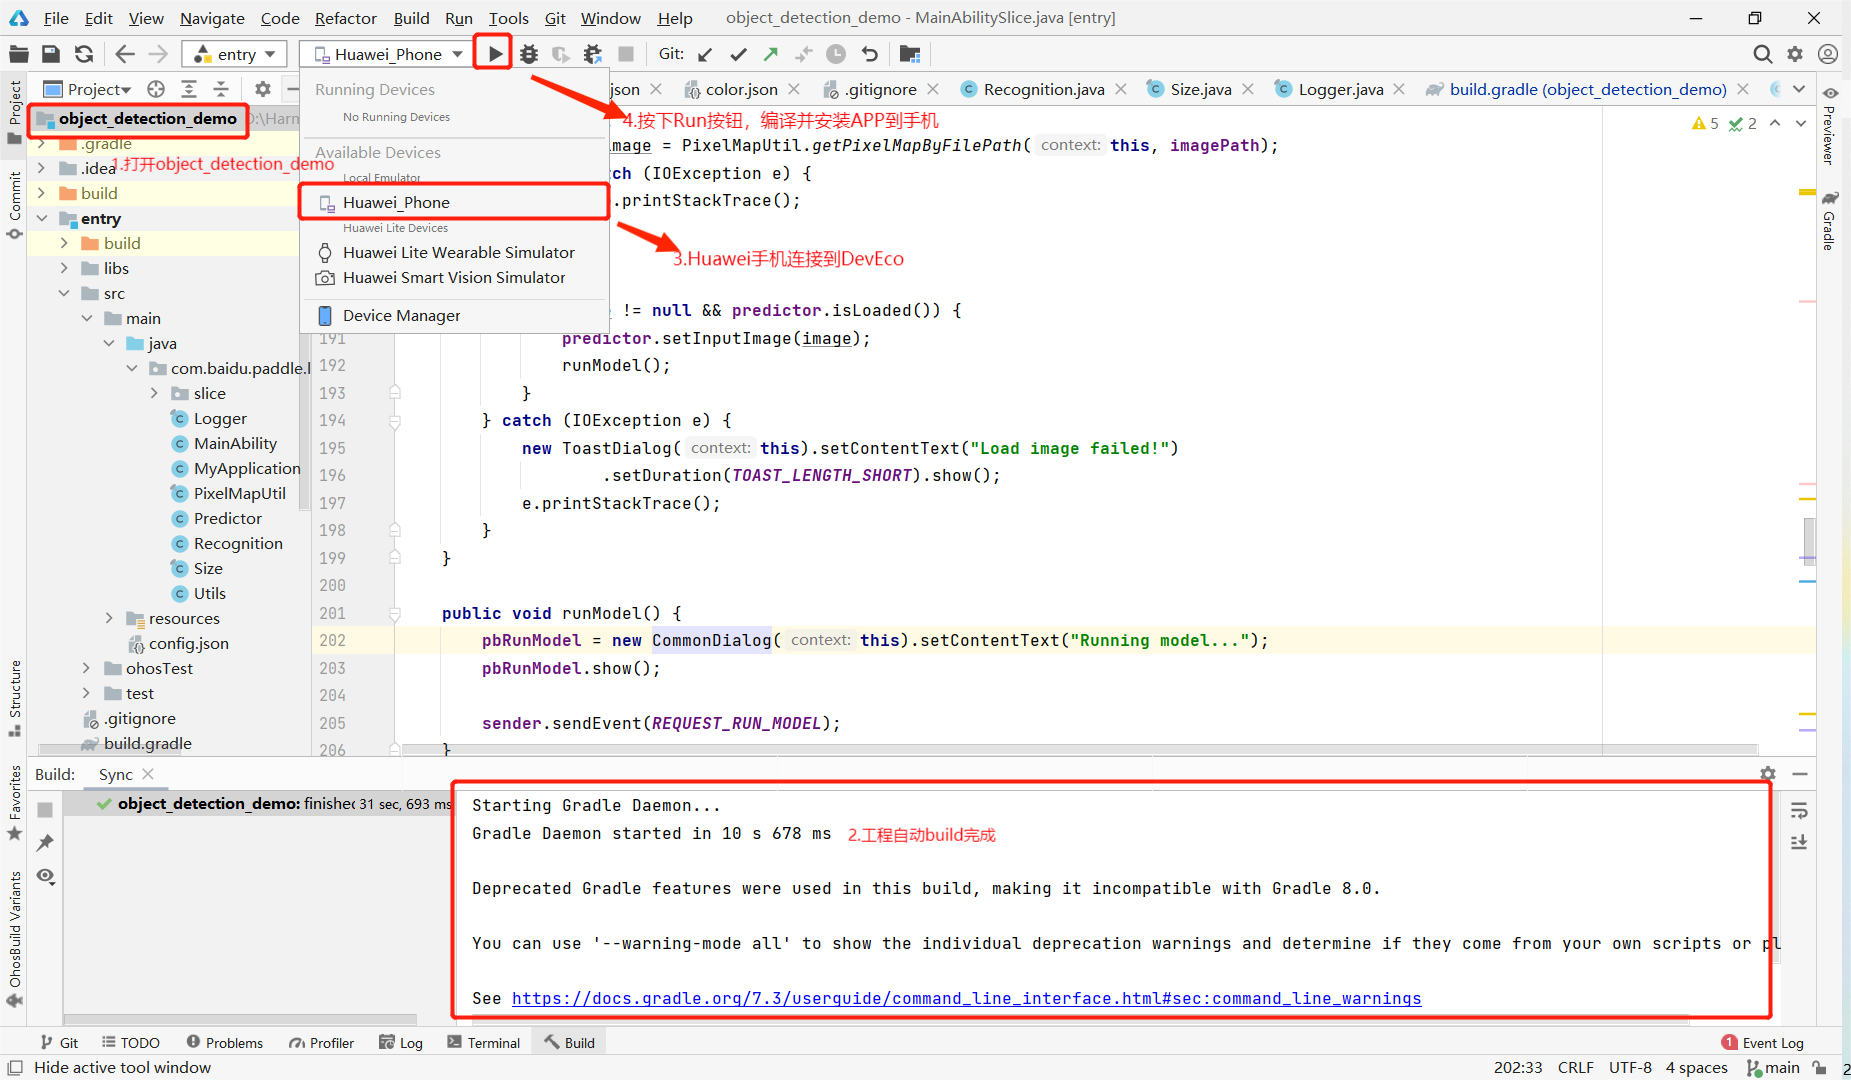 File Edit View Navigate Code Refactor Build Run Tools Git Window Help object_detection_demo - MainAbilitySlice.java [entry]
entry Huawei_Phone Git:
Project json color.json .gitignore Recognition.java Size.java Logger.java build.gradle (object_detection_demo)
Running Devices
No Running Devices
Available Devices
Local Emulator
Huawei_Phone
Huawei Lite Devices
Huawei Lite Wearable Simulator
Huawei Smart Vision Simulator
Device Manager
4.按下Run按钮，编译并安装APP到手机
3.Huawei手机连接到DevEco
1.打开object_detection_demo
5 2
Project
Commit
Structure
Favorites
OhosBuild Variants
Previewer
Gradle
object_detection_demo D:\Harm
.gradle
.idea
build
entry
build
libs
src
main
java
com.baidu.paddle.l
slice
Logger
MainAbility
MyApplication
PixelMapUtil
Predictor
Recognition
Size
Utils
resources
config.json
ohosTest
test
.gitignore
build.gradle
image = PixelMapUtil.getPixelMapByFilePath( context: this, imagePath);
ch (IOException e) {
.printStackTrace();
!= null && predictor.isLoaded()) {
191 predictor.setInputImage(image);
192 runModel();
193 }
194 } catch (IOException e) {
195 new ToastDialog( context: this).setContentText("Load image failed!")
196 .setDuration(TOAST_LENGTH_SHORT).show();
197 e.printStackTrace();
198 }
199 }
200
201 public void runModel() {
202 pbRunModel = new CommonDialog( context: this).setContentText("Running model...");
203 pbRunModel.show();
204
205 sender.sendEvent(REQUEST_RUN_MODEL);
206 }
Build: Sync
object_detection_demo: finished 31 sec, 693 ms
Starting Gradle Daemon...
Gradle Daemon started in 10 s 678 ms
2.工程自动build完成
Deprecated Gradle features were used in this build, making it incompatible with Gradle 8.0.
You can use '--warning-mode all' to show the individual deprecation warnings and determine if they come from your own scripts or pl
See https://docs.gradle.org/7.3/userguide/command_line_interface.html#sec:command_line_warnings
Git TODO Problems Profiler Log Terminal Build 1 Event Log
Hide active tool window 202:33 CRLF UTF-8 4 spaces main 2